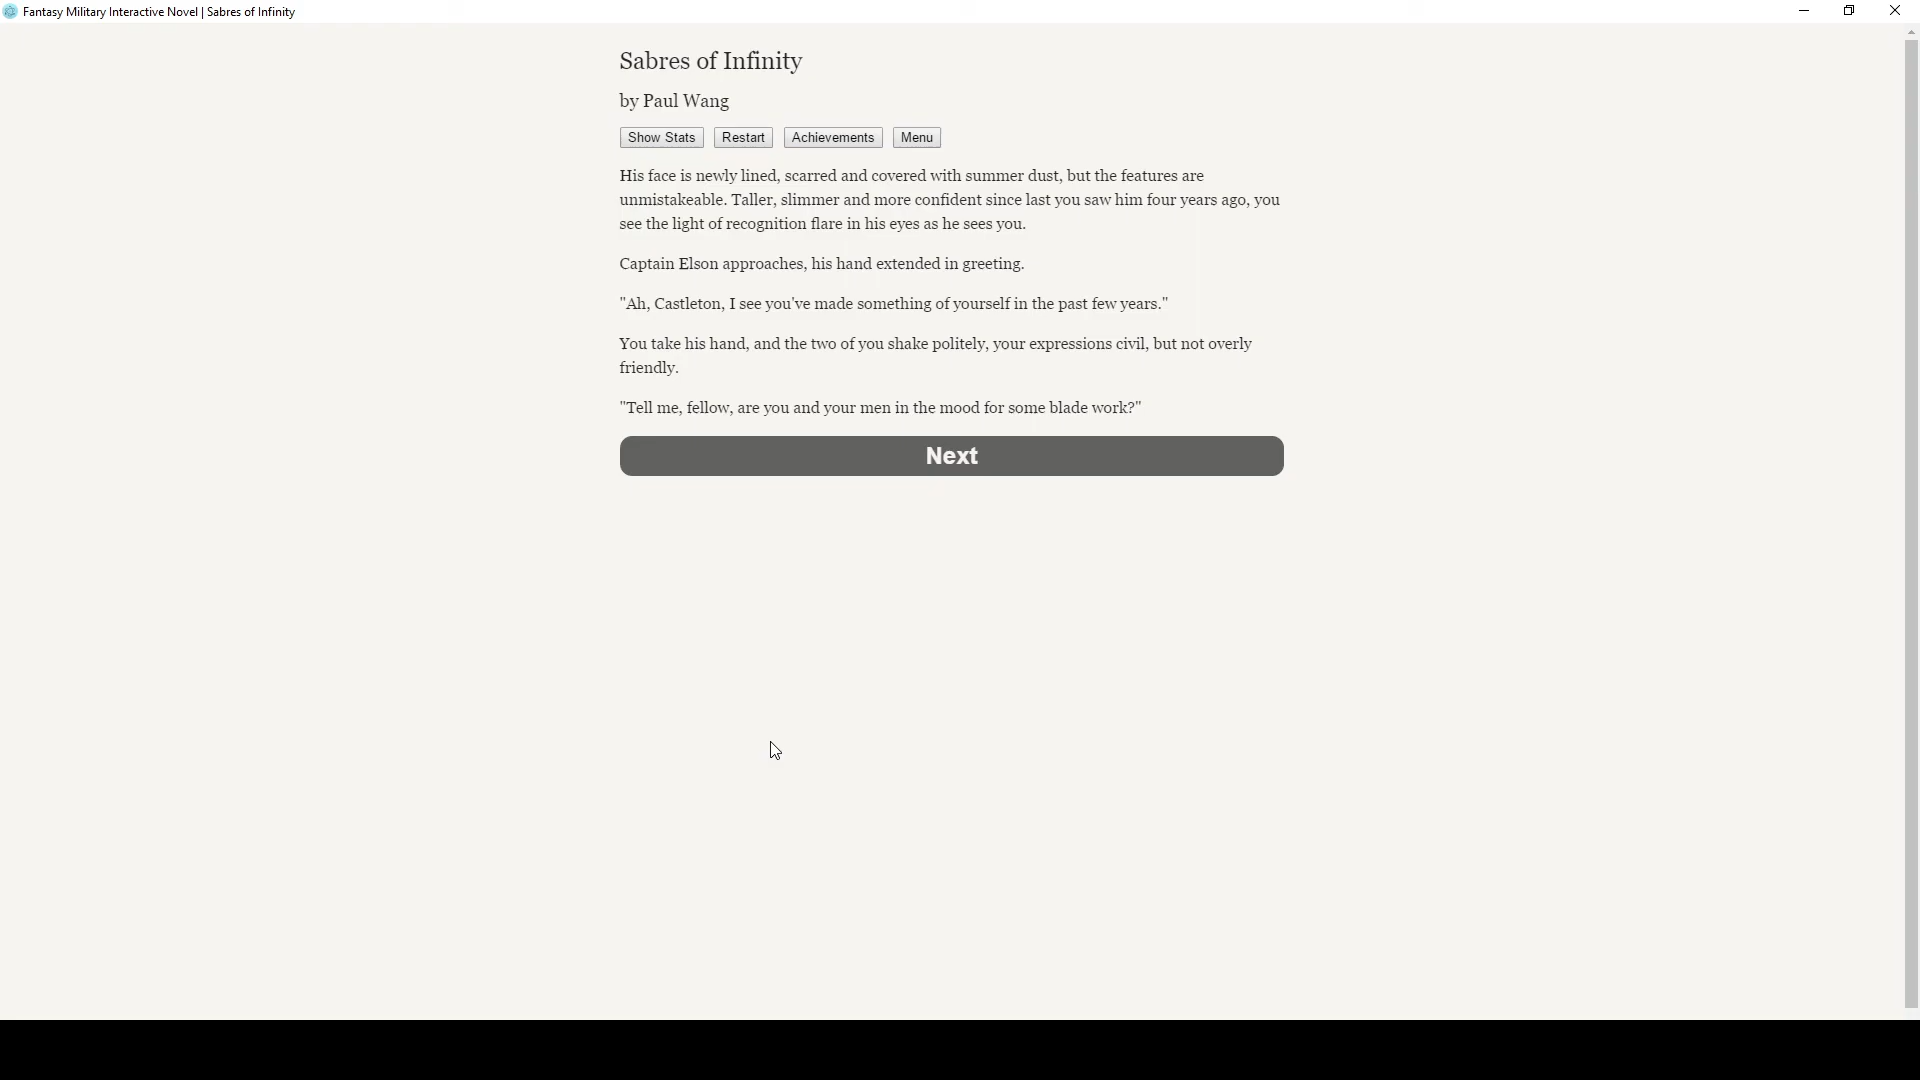 Fantasy Military Interactive Novel | Sabres of Infinity
Sabres of Infinity
by Paul Wang
Show Stats Restart Achievements Menu
His face is newly lined, scarred and covered with summer dust, but the features are
unmistakeable. Taller, slimmer and more confident since last you saw him four years ago, you
see the light of recognition flare in his eyes as he sees you.
Captain Elson approaches, his hand extended in greeting.
"Ah, Castleton, I see you've made something of yourself in the past few years."
You take his hand, and the two of you shake politely, your expressions civil, but not overly
friendly.
"Tell me, fellow, are you and your men in the mood for some blade work?"
Next